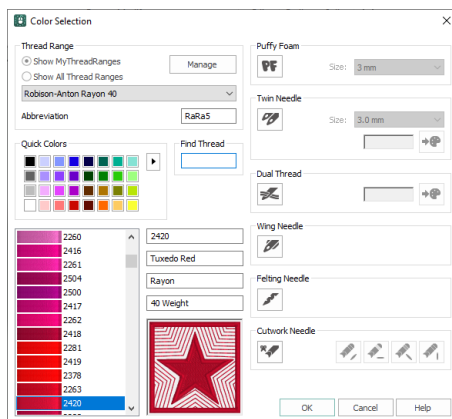 Color Selection
Thread Range
Show MyThreadRanges
Manage
Show All Thread Ranges
Robison-Anton Rayon 40
Abbreviation
RaRa5
Quick Colors
Find Thread
2260
2416
2261
2504
2500
2417
2262
2418
2281
2419
2378
2263
2420
2420
Tuxedo Red
Rayon
40 Weight
Puffy Foam
Size:
3 mm
Twin Needle
Size:
3.0 mm
Dual Thread
Wing Needle
Felting Needle
Cutwork Needle
OK
Cancel
Help